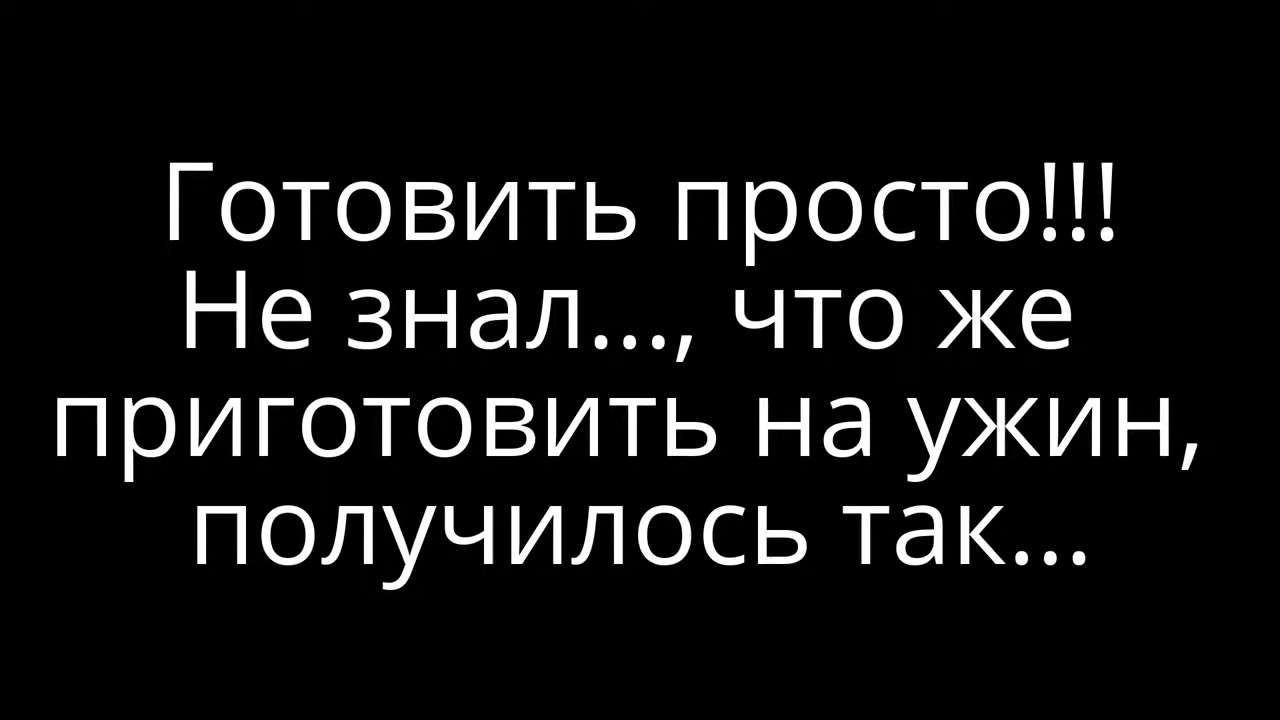 Готовить просто!!!
Не знал..., что же
приготовить на ужин,
получилось так...